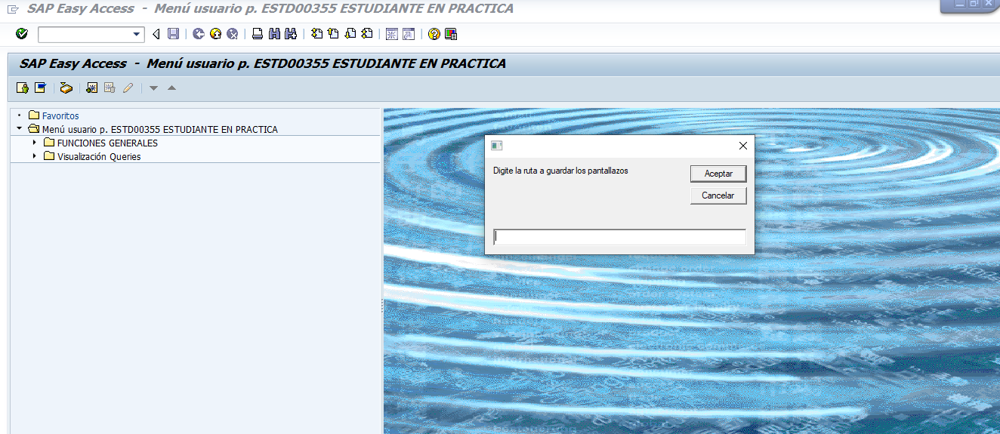 SAP Easy Access - Menú usuario p. ESTD00355 ESTUDIANTE EN PRACTICA
SAP Easy Access - Menú usuario p. ESTD00355 ESTUDIANTE EN PRACTICA
Favoritos
Menú usuario p. ESTD00355 ESTUDIANTE EN PRACTICA
FUNCIONES GENERALES
Visualización Queries
Digite la ruta a guardar los pantallazos
Aceptar
Cancelar